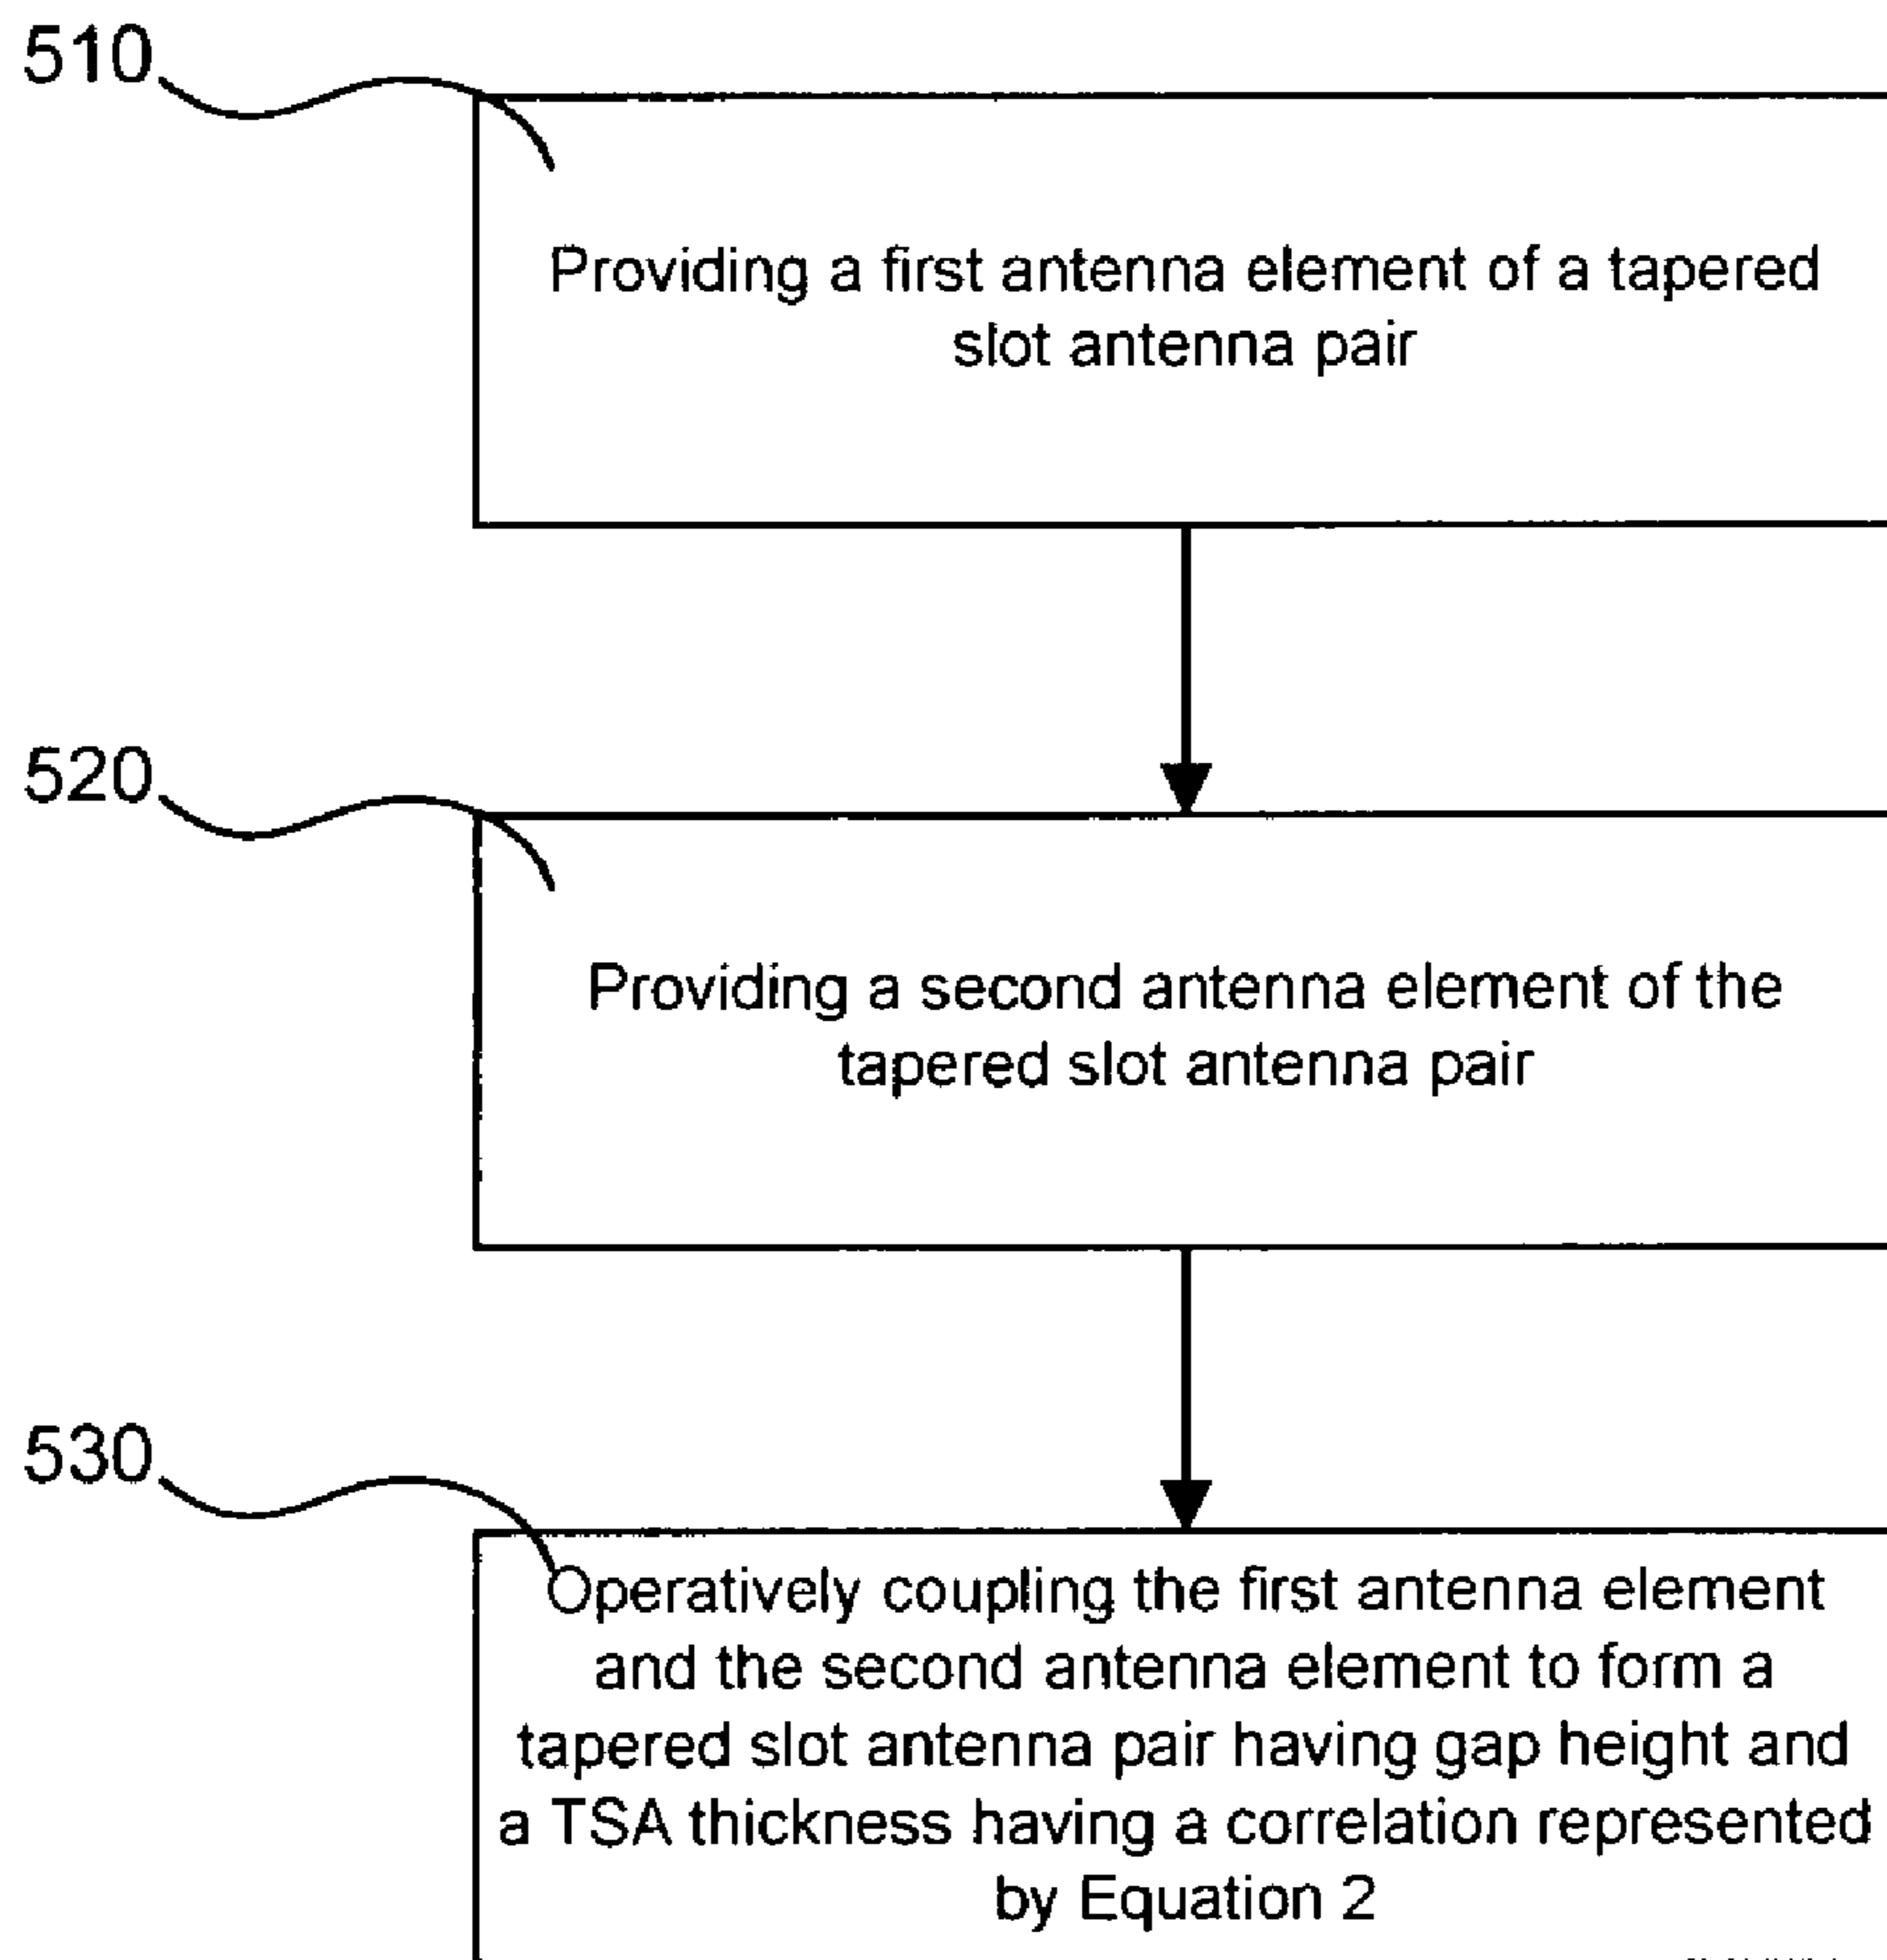 510
Providing a first antenna element of a tapered
slot antenna pair
520
Providing a second antenna element of the
tapered slot antenna pair
530
Operatively coupling the first antenna element
and the second antenna element to form a
tapered slot antenna pair having gap height and
a TSA thickness having a correlation represented
by Equation 2